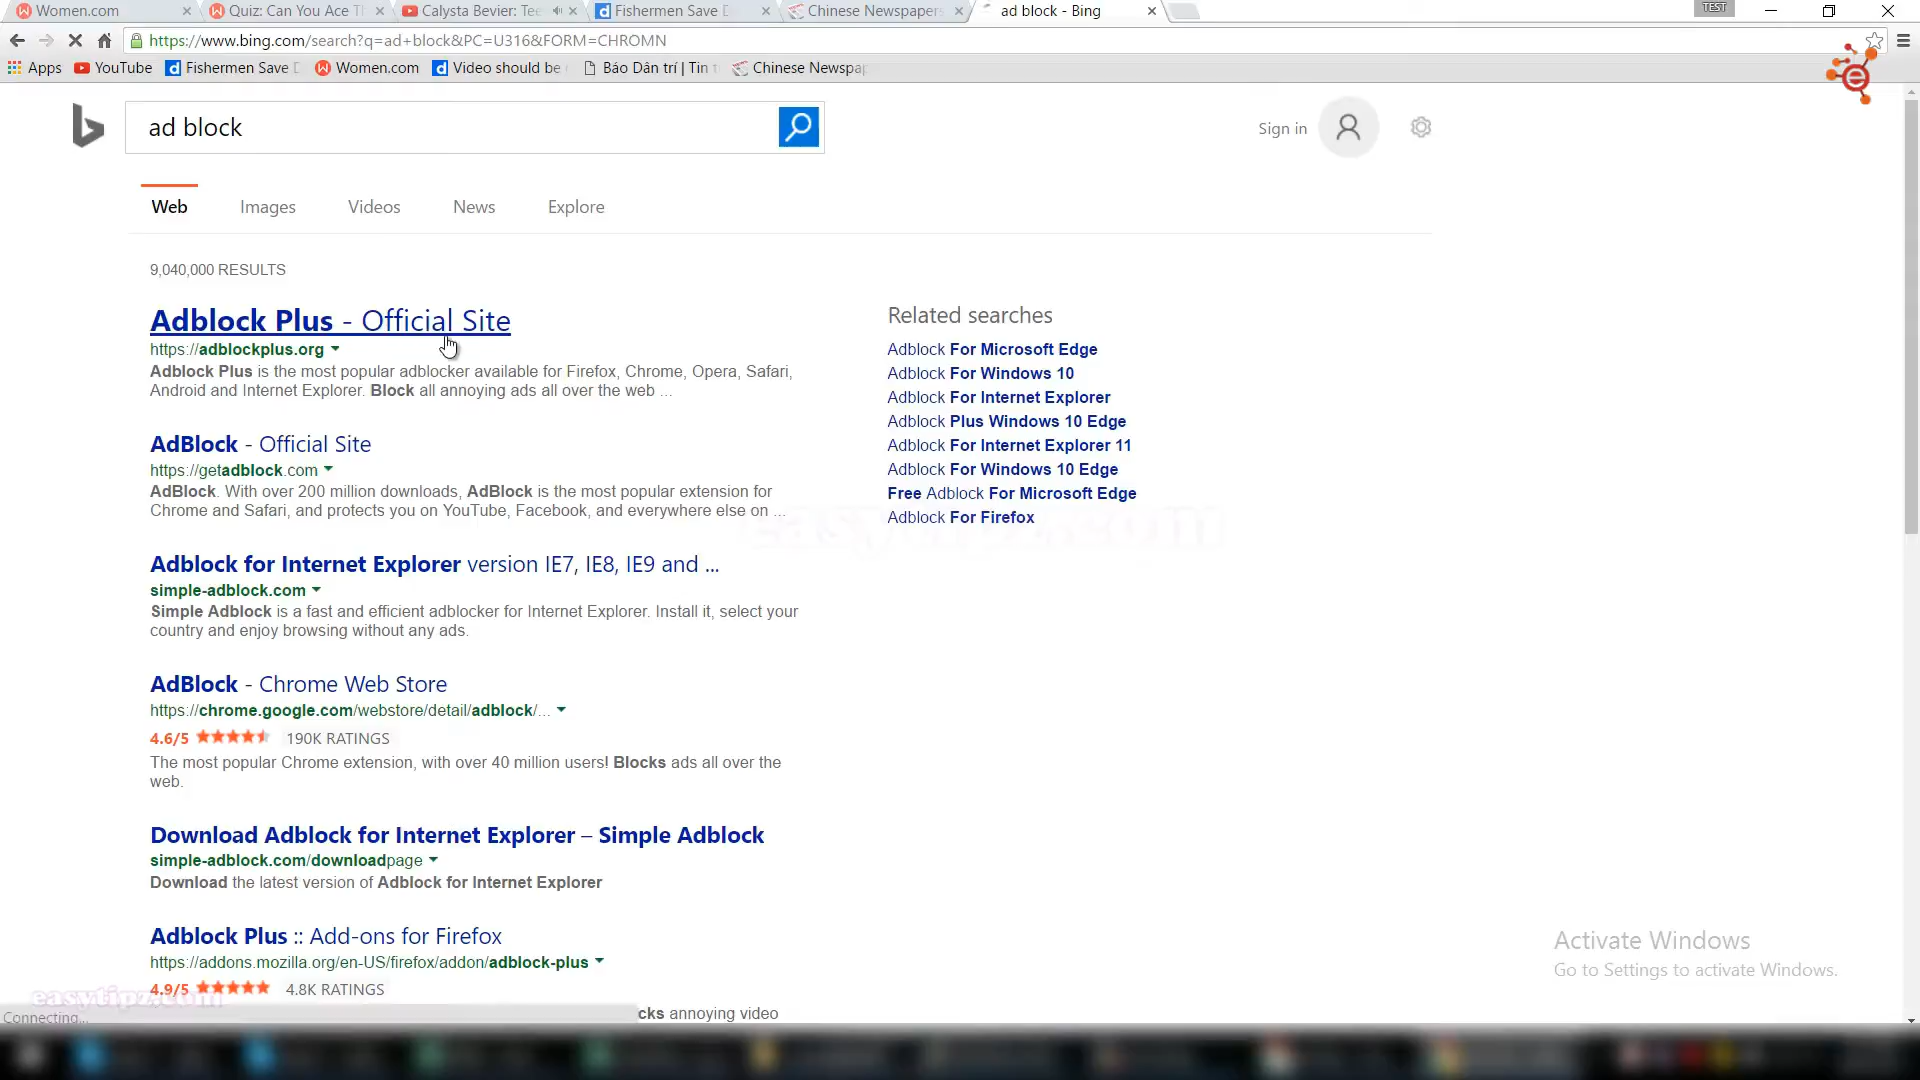 Women.com
Quiz: Can You Ace T
Calysta Bevier: Tee
Fishermen Save D
Chinese Newspapers
ad block - Bing
TEST
https://www.bing.com/search?q=ad+block&PC=U316&FORM=CHROMN
Apps
YouTube
Fishermen Save D
Women.com
Video should be
Báo Dân trí | Tin t
Chinese Newspap
ad block
Sign in
Web
Images
Videos
News
Explore
9,040,000 RESULTS
Adblock Plus - Official Site
https://adblockplus.org
Adblock Plus is the most popular adblocker available for Firefox, Chrome, Opera, Safari,
Android and Internet Explorer. Block all annoying ads all over the web ...
AdBlock - Official Site
https://getadblock.com
AdBlock. With over 200 million downloads, AdBlock is the most popular extension for
Chrome and Safari, and protects you on YouTube, Facebook, and everywhere else on ...
Adblock for Internet Explorer version IE7, IE8, IE9 and ...
simple-adblock.com
Simple Adblock is a fast and efficient adblocker for Internet Explorer. Install it, select your
country and enjoy browsing without any ads.
AdBlock - Chrome Web Store
https://chrome.google.com/webstore/detail/adblock/...
4.6/5 190K RATINGS
The most popular Chrome extension, with over 40 million users! Blocks ads all over the
web.
Download Adblock for Internet Explorer – Simple Adblock
simple-adblock.com/downloadpage
Download the latest version of Adblock for Internet Explorer
Adblock Plus :: Add-ons for Firefox
https://addons.mozilla.org/en-US/firefox/addon/adblock-plus
4.9/5 4.8K RATINGS
cks annoying video
Related searches
Adblock For Microsoft Edge
Adblock For Windows 10
Adblock For Internet Explorer
Adblock Plus Windows 10 Edge
Adblock For Internet Explorer 11
Adblock For Windows 10 Edge
Free Adblock For Microsoft Edge
Adblock For Firefox
easytipz.com
Activate Windows
Go to Settings to activate Windows.
easytipz.com
Connecting...